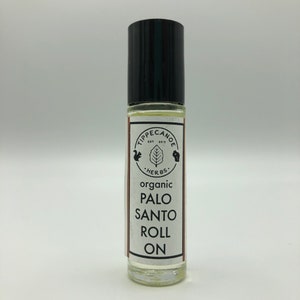 TIPPECANOE
EST. 2017
HERBS
organic
PALO
SANTO
ROLL
ON